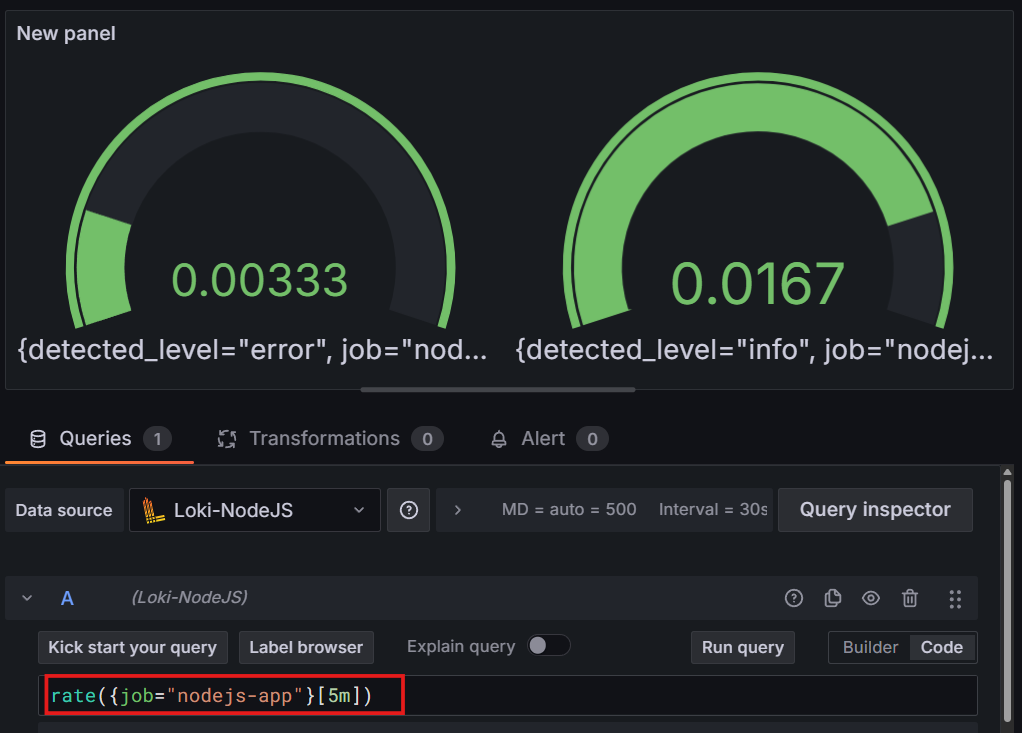 New panel
0.00333
0.0167
{detected_level="error", job="nod...
{detected_level="info", job="nodej...
Queries 1 Transformations 0 Alert 0
Data source Loki-NodeJS MD = auto = 500 Interval = 30s Query inspector
A (Loki-NodeJS)
Kick start your query Label browser Explain query Run query Builder Code
rate({job="nodejs-app"}[5m])